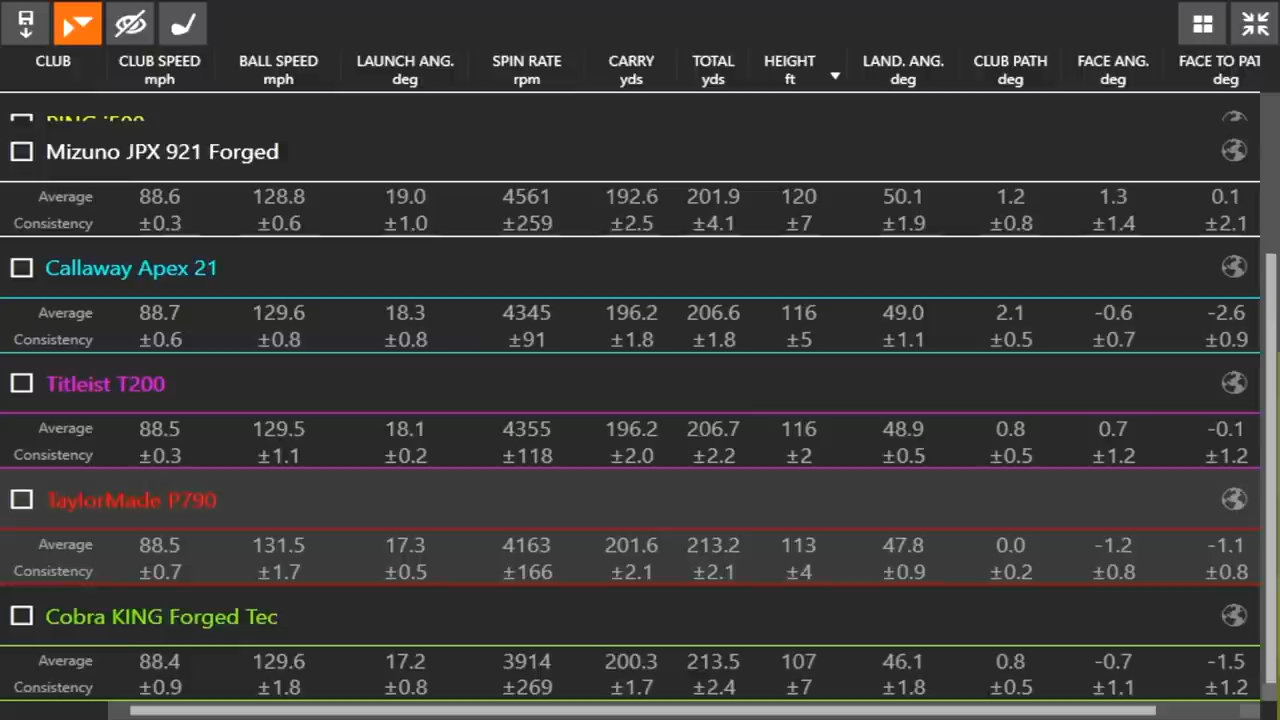 CLUB CLUB SPEED BALL SPEED LAUNCH ANG. SPIN RATE CARRY TOTAL HEIGHT LAND. ANG. CLUB PATH FACE ANG. FACE TO PAT
mph mph deg rpm yds yds ft deg deg deg deg
PING i500
Mizuno JPX 921 Forged
Average 88.6 128.8 19.0 4561 192.6 201.9 120 50.1 1.2 1.3 0.1
Consistency ±0.3 ±0.6 ±1.0 ±259 ±2.5 ±4.1 ±7 ±1.9 ±0.8 ±1.4 ±2.1
Callaway Apex 21
Average 88.7 129.6 18.3 4345 196.2 206.6 116 49.0 2.1 -0.6 -2.6
Consistency ±0.6 ±0.8 ±0.8 ±91 ±1.8 ±1.8 ±5 ±1.1 ±0.5 ±0.7 ±0.9
Titleist T200
Average 88.5 129.5 18.1 4355 196.2 206.7 116 48.9 0.8 0.7 -0.1
Consistency ±0.3 ±1.1 ±0.2 ±118 ±2.0 ±2.2 ±2 ±0.5 ±0.5 ±1.2 ±1.2
TaylorMade P790
Average 88.5 131.5 17.3 4163 201.6 213.2 113 47.8 0.0 -1.2 -1.1
Consistency ±0.7 ±1.7 ±0.5 ±166 ±2.1 ±2.1 ±4 ±0.9 ±0.2 ±0.8 ±0.8
Cobra KING Forged Tec
Average 88.4 129.6 17.2 3914 200.3 213.5 107 46.1 0.8 -0.7 -1.5
Consistency ±0.9 ±1.8 ±0.8 ±269 ±1.7 ±2.4 ±7 ±1.8 ±0.5 ±1.1 ±1.2